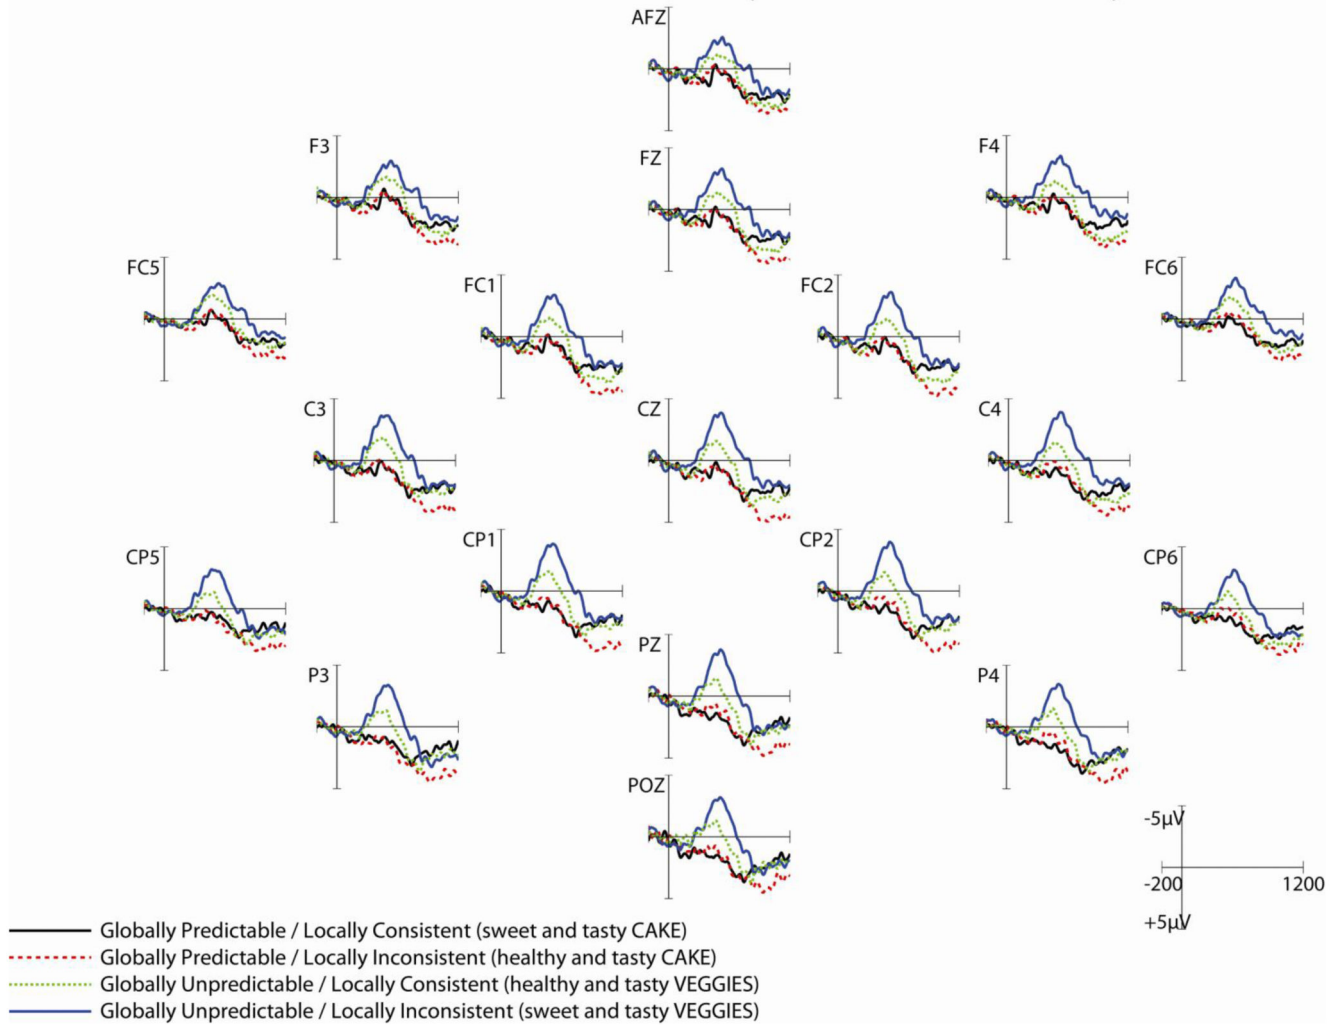 AFZ
F3
FZ
F4
FC5
FC1
FC2
FC6
C3
CZ
C4
CP5
CP1
CP2
CP6
P3
PZ
P4
POZ
-5µV
-200 1200
+5µV
Globally Predictable / Locally Consistent (sweet and tasty CAKE)
Globally Predictable / Locally Inconsistent (healthy and tasty CAKE)
Globally Unpredictable / Locally Consistent (healthy and tasty VEGGIES)
Globally Unpredictable / Locally Inconsistent (sweet and tasty VEGGIES)